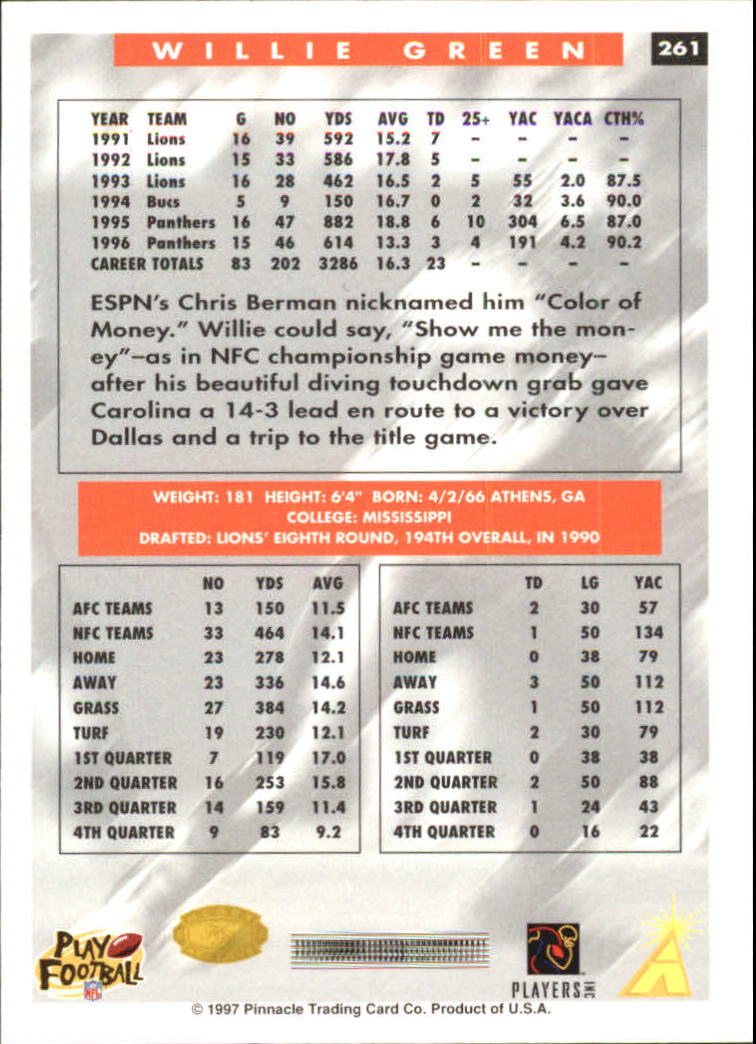 WILLIE GREEN
261
YEAR TEAM G NO YDS AVG TD 25+ YAC YACA CTH%
1991 Lions 16 39 592 15.2 7 – – – –
1992 Lions 15 33 586 17.8 5 – – – –
1993 Lions 16 28 462 16.5 2 5 55 2.0 87.5
1994 Bucs 5 9 150 16.7 0 2 32 3.6 90.0
1995 Panthers 16 47 882 18.8 6 10 304 6.5 87.0
1996 Panthers 15 46 614 13.3 3 4 191 4.2 90.2
CAREER TOTALS 83 202 3286 16.3 23 – – – –
ESPN's Chris Berman nicknamed him "Color of
Money." Willie could say, "Show me the mon-
ey"—as in NFC championship game money—
after his beautiful diving touchdown grab gave
Carolina a 14-3 lead en route to a victory over
Dallas and a trip to the title game.
WEIGHT: 181 HEIGHT: 6'4" BORN: 4/2/66 ATHENS, GA
COLLEGE: MISSISSIPPI
DRAFTED: LIONS' EIGHTH ROUND, 194TH OVERALL, IN 1990
NO YDS AVG
AFC TEAMS 13 150 11.5
NFC TEAMS 33 464 14.1
HOME 23 278 12.1
AWAY 23 336 14.6
GRASS 27 384 14.2
TURF 19 230 12.1
1ST QUARTER 7 119 17.0
2ND QUARTER 16 253 15.8
3RD QUARTER 14 159 11.4
4TH QUARTER 9 83 9.2
TD LG YAC
AFC TEAMS 2 30 57
NFC TEAMS 1 50 134
HOME 0 38 79
AWAY 3 50 112
GRASS 1 50 112
TURF 2 30 79
1ST QUARTER 0 38 38
2ND QUARTER 2 50 88
3RD QUARTER 1 24 43
4TH QUARTER 0 16 22
PLAY
FOOTBALL
NFL
PLAYERS INC
© 1997 Pinnacle Trading Card Co. Product of U.S.A.